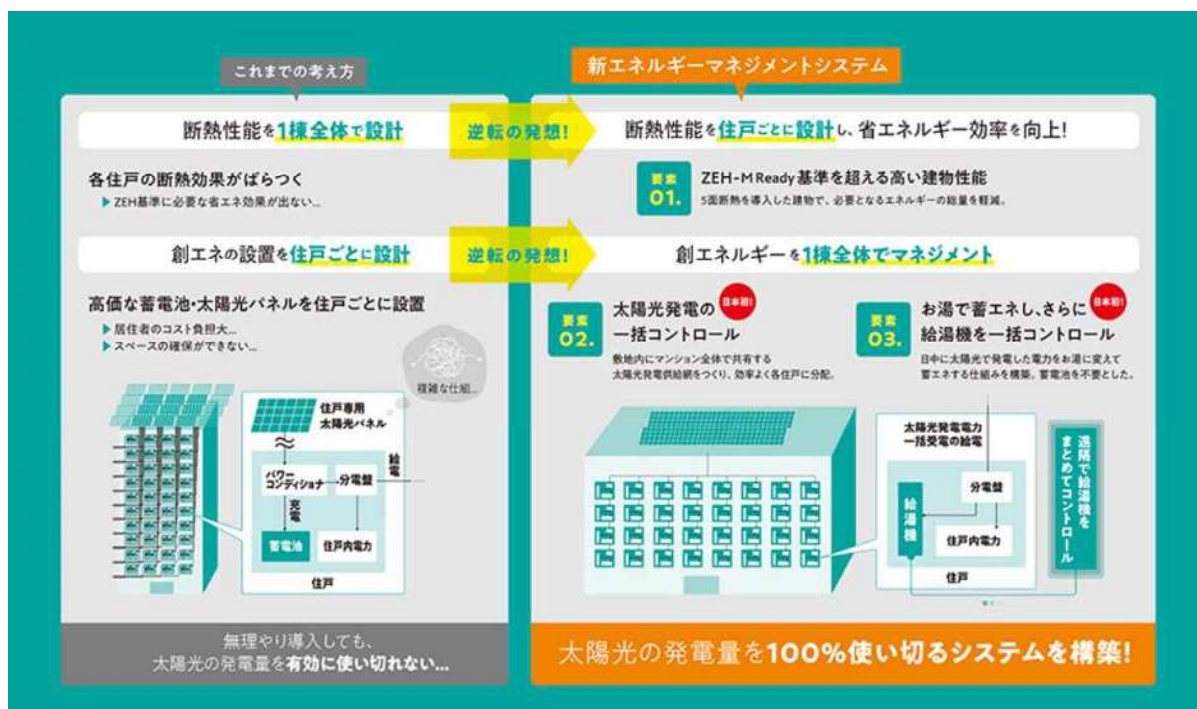 これまでの考え方
断熱性能を1棟全体で設計
各住戸の断熱効果がばらつく
▶ZEH基準に必要な省エネ効果が出ない…
創エネの設置を住戸ごとに設計
高価な蓄電池・太陽光パネルを住戸ごとに設置
▶居住者のコスト負担大…
▶スペースの確保ができない…
複雑な仕組…
住戸専用
太陽光パネル
給電
パワー
コンディショナ
分電盤
充電
蓄電池
住戸内電力
住戸
無理やり導入しても、
太陽光の発電量を有効に使い切れない…
逆転の発想!
逆転の発想!
新エネルギーマネジメントシステム
断熱性能を住戸ごとに設計し、省エネルギー効率を向上!
要素
01.
ZEH-M Ready基準を超える高い建物性能
5面断熱を導入した建物で、必要となるエネルギーの総量を軽減。
創エネルギーを1棟全体でマネジメント
要素
02.
太陽光発電の
一括コントロール
日本初!
敷地内にマンション全体で共有する
太陽光発電供給網をつくり、効率よく各住戸に分配。
要素
03.
お湯で蓄エネし、さらに
給湯機を一括コントロール
日本初!
日中に太陽光で発電した電力をお湯に変えて
蓄エネする仕組みを構築。蓄電池を不要とした。
太陽光発電電力
一括受電の給電
分電盤
給湯機
住戸内電力
住戸
遠隔で給湯機を
まとめてコントロール
太陽光の発電量を100%使い切るシステムを構築!